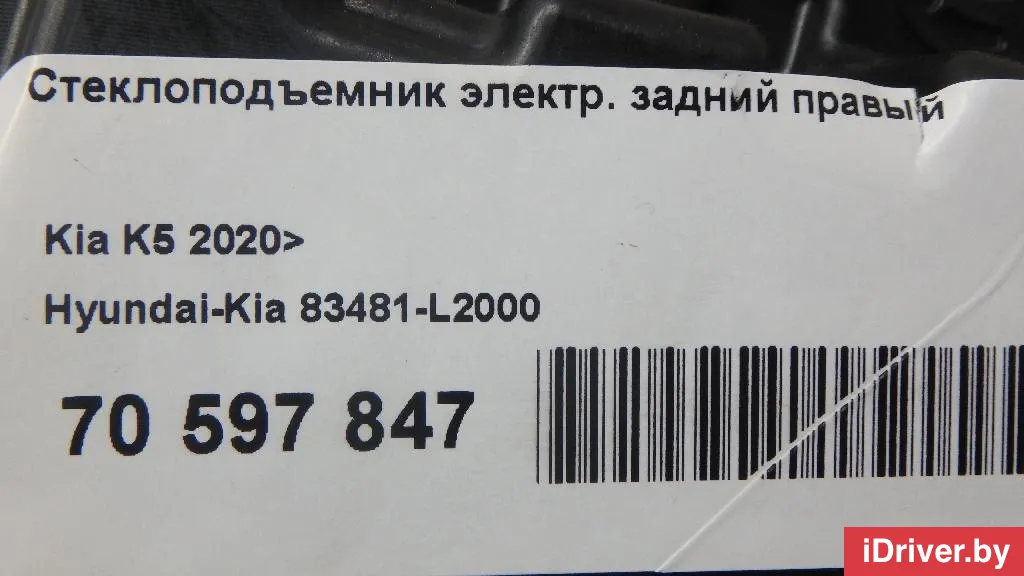 Стеклоподъемник электр. задний правый
Kia K5 2020>
Hyundai-Kia 83481-L2000
70 597 847
iDriver.by